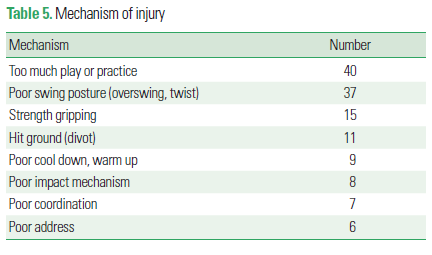 Table 5. Mechanism of injury
Mechanism Number
Too much play or practice 40
Poor swing posture (overswing, twist) 37
Strength gripping 15
Hit ground (divot) 11
Poor cool down, warm up 9
Poor impact mechanism 8
Poor coordination 7
Poor address 6